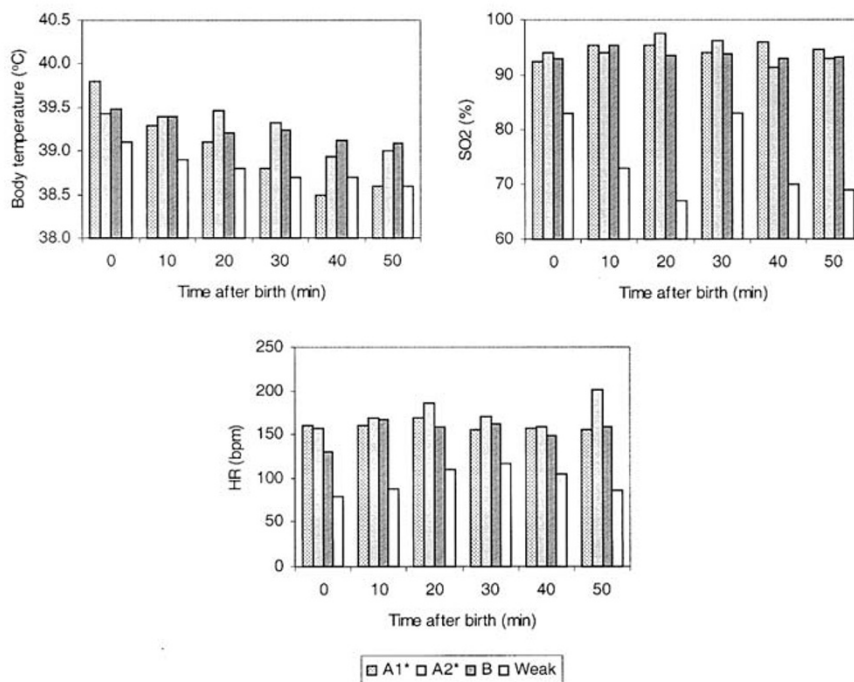 Body temperature (°C)
40.5
40.0
39.5
39.0
38.5
38.0
0 10 20 30 40 50
Time after birth (min)
SO2 (%)
100
90
80
70
60
0 10 20 30 40 50
Time after birth (min)
HR (bpm)
250
200
150
100
50
0
0 10 20 30 40 50
Time after birth (min)
A1* A2* B Weak